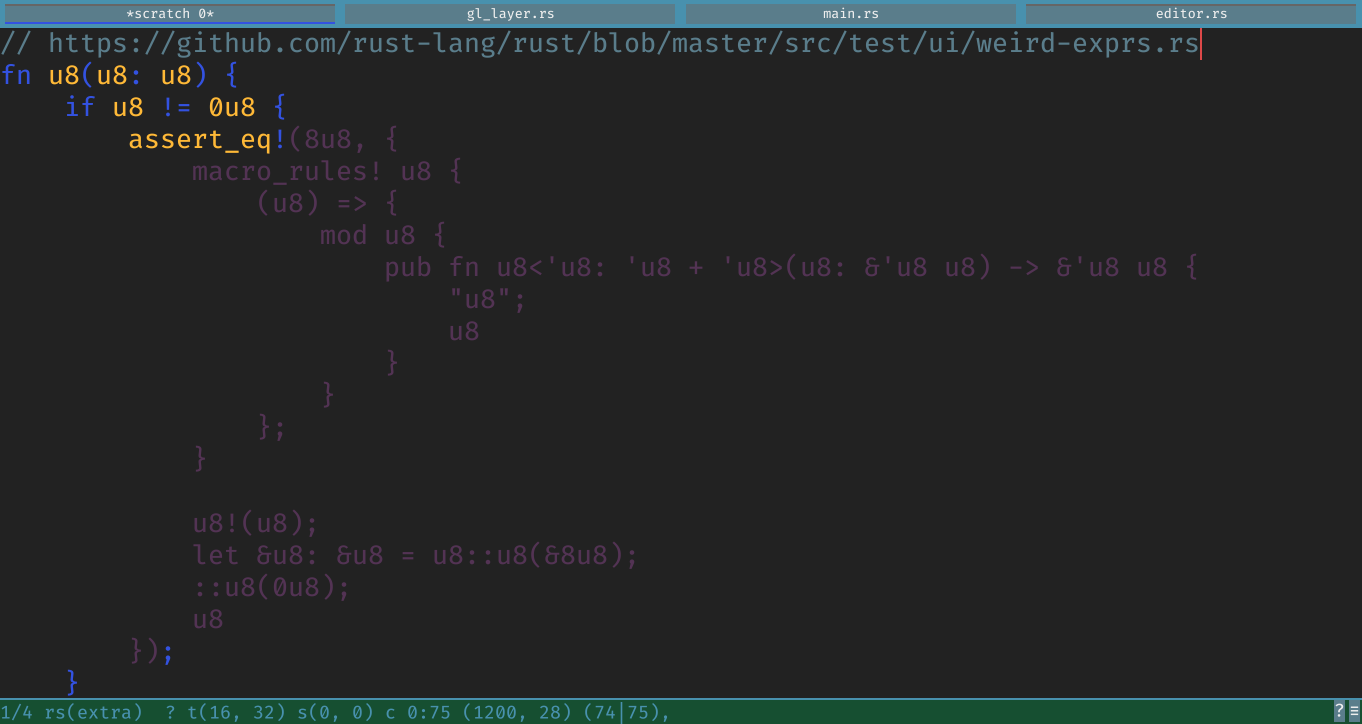 *scratch 0* gl_layer.rs main.rs editor.rs
// https://github.com/rust-lang/rust/blob/master/src/test/ui/weird-exprs.rs
fn u8(u8: u8) {
    if u8 != 0u8 {
        assert_eq!(8u8, {
            macro_rules! u8 {
                (u8) => {
                    mod u8 {
                        pub fn u8<'u8: 'u8 + 'u8>(u8: &'u8 u8) -> &'u8 u8 {
                            "u8";
                            u8
                        }
                    }
                };
            }

            u8!(u8);
            let &u8: &u8 = u8::u8(&8u8);
            ::u8(0u8);
            u8
        });
    }
1/4 rs(extra)  ? t(16, 32) s(0, 0) c 0:75 (1200, 28) (74|75), ? ≡